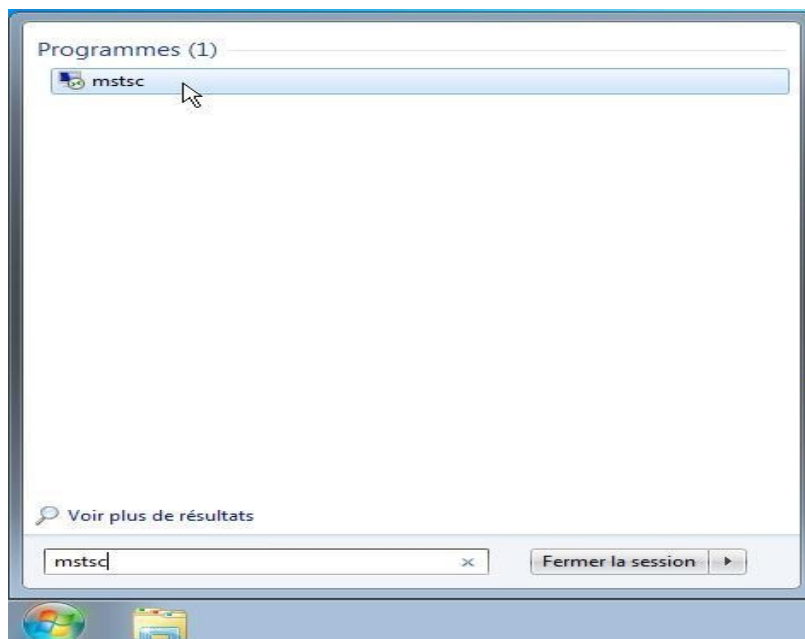 Programmes (1)
mstsc
Voir plus de résultats
mstsc
Fermer la session